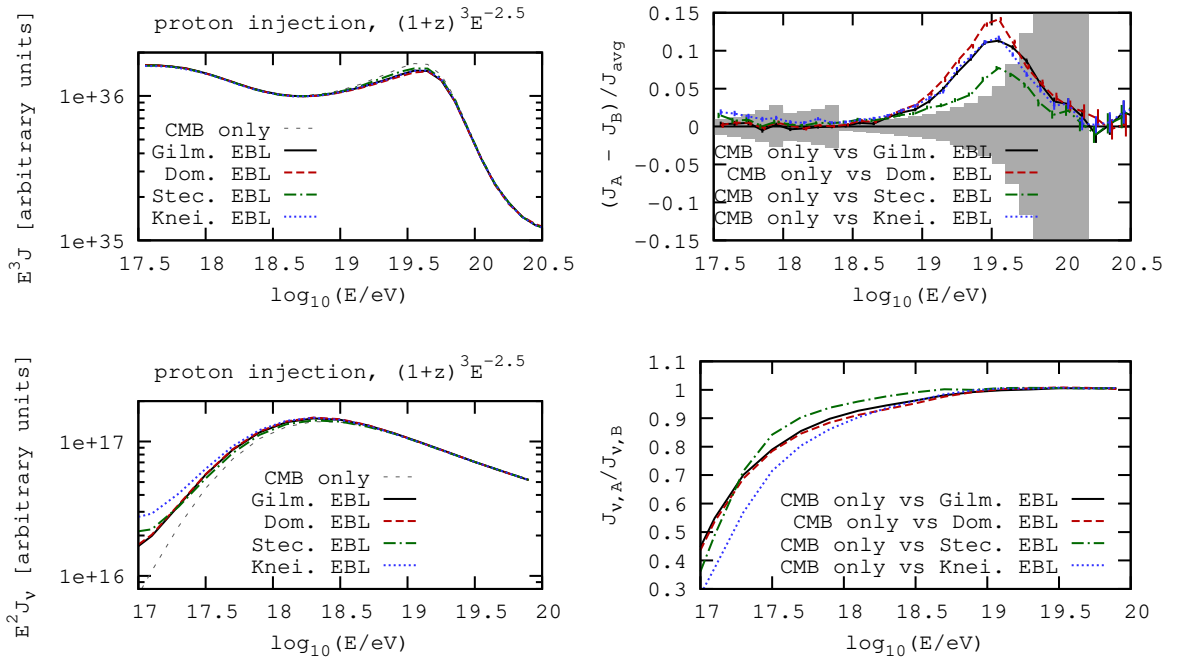 proton injection, (1+z)^3E^-2.5
E^3J [arbitrary units]
1e+36
1e+35
CMB only
Gilm. EBL
Dom. EBL
Stec. EBL
Knei. EBL
17.5 18 18.5 19 19.5 20 20.5
log10(E/eV)
(J_A - J_B)/J_avg
0.15
0.1
0.05
0
-0.05
-0.1
-0.15
CMB only vs Gilm. EBL
CMB only vs Dom. EBL
CMB only vs Stec. EBL
CMB only vs Knei. EBL
17.5 18 18.5 19 19.5 20 20.5
log10(E/eV)
proton injection, (1+z)^3E^-2.5
E^2J_ν [arbitrary units]
1e+17
1e+16
CMB only
Gilm. EBL
Dom. EBL
Stec. EBL
Knei. EBL
17 17.5 18 18.5 19 19.5 20
log10(E/eV)
J_ν,A/J_ν,B
1.1
1
0.9
0.8
0.7
0.6
0.5
0.4
0.3
CMB only vs Gilm. EBL
CMB only vs Dom. EBL
CMB only vs Stec. EBL
CMB only vs Knei. EBL
17 17.5 18 18.5 19 19.5 20
log10(E/eV)